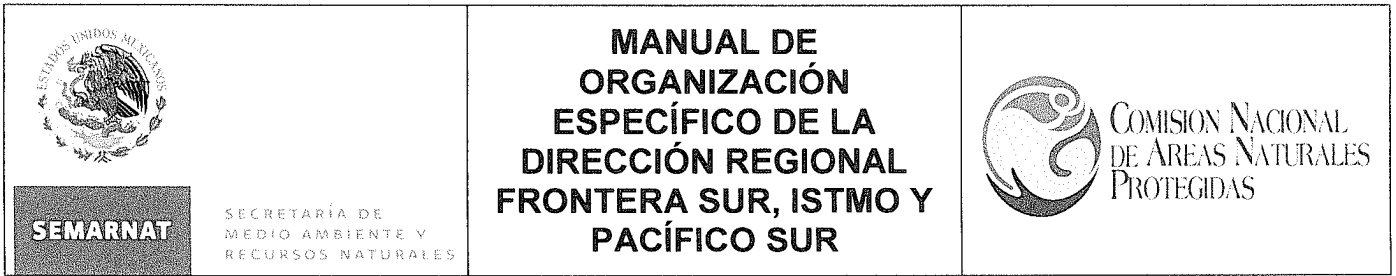 ESTADOS UNIDOS MEXICANOS
SEMARNAT
SECRETARÍA DE
MEDIO AMBIENTE Y
RECURSOS NATURALES
MANUAL DE
ORGANIZACIÓN
ESPECÍFICO DE LA
DIRECCIÓN REGIONAL
FRONTERA SUR, ISTMO Y
PACÍFICO SUR
COMISION NACIONAL
DE AREAS NATURALES
PROTEGIDAS